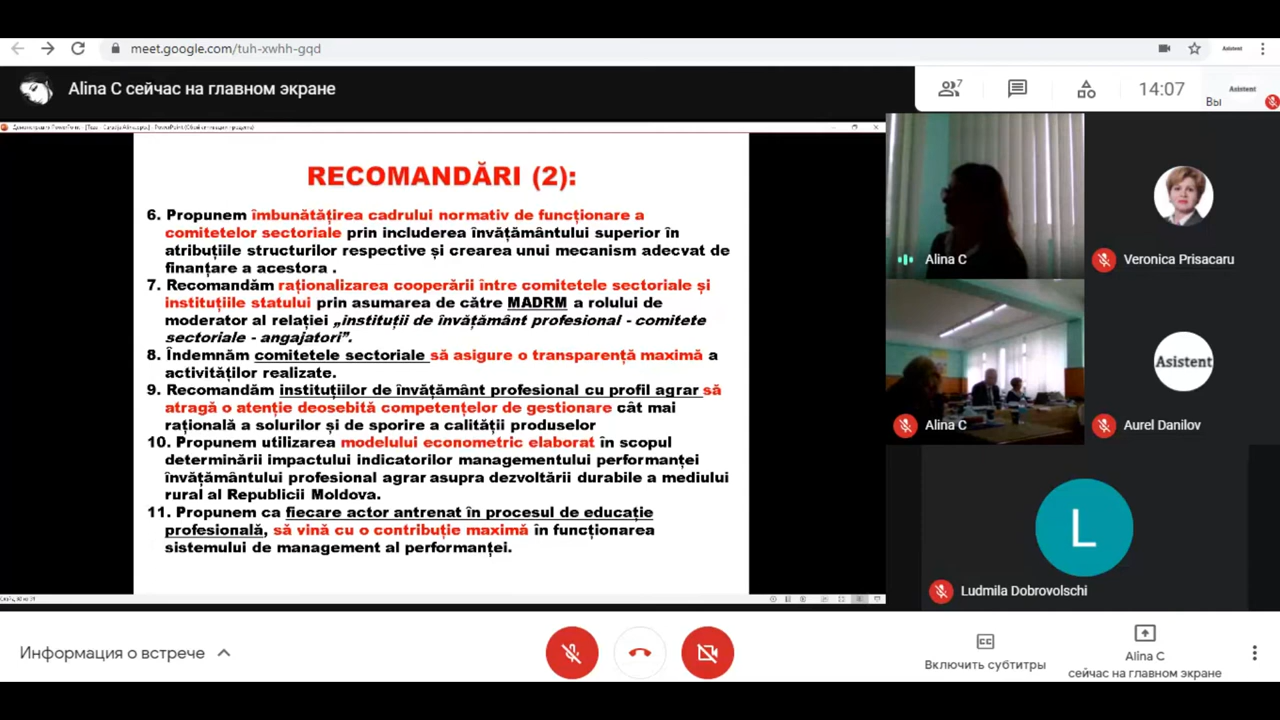 meet.google.com/tuh-xwhh-gqd
Asistent
Alina C сейчас на главном экране
7
14:07
Asistent
Вы
RECOMANDĂRI (2):
6. Propunem îmbunătățirea cadrului normativ de funcționare a
comitetelor sectoriale prin includerea învățământului superior în
atribuțiile structurilor respective și crearea unui mecanism adecvat de
finanțare a acestora .
7. Recomandăm raționalizarea cooperării între comitetele sectoriale și
instituțiile statului prin asumarea de către MADRM a rolului de
moderator al relației „instituții de învățământ profesional - comitete
sectoriale - angajatori”.
8. Îndemnăm comitetele sectoriale să asigure o transparență maximă a
activităților realizate.
9. Recomandăm instituțiilor de învățământ profesional cu profil agrar să
atragă o atenție deosebită competențelor de gestionare cât mai
rațională a solurilor și de sporire a calității produselor
10. Propunem utilizarea modelului econometric elaborat în scopul
determinării impactului indicatorilor managementului performanței
învățământului profesional agrar asupra dezvoltării durabile a mediului
rural al Republicii Moldova.
11. Propunem ca fiecare actor antrenat în procesul de educație
profesională, să vină cu o contribuție maximă în funcționarea
sistemului de management al performanței.
Alina C
Veronica Prisacaru
Alina C
Asistent
Aurel Danilov
L
Ludmila Dobrovolschi
Информация о встрече
Включить субтитры
Alina C
сейчас на главном экране